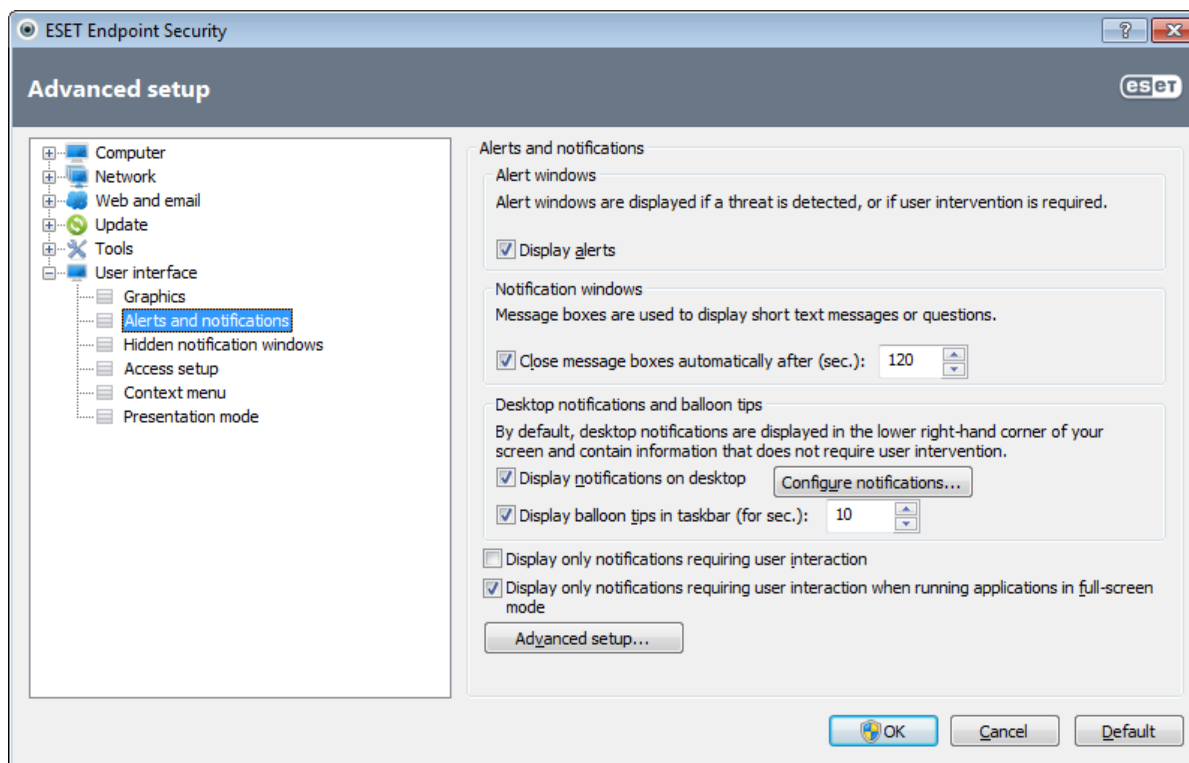 ESET Endpoint Security
?
Advanced setup
eset
Computer
Network
Web and email
Update
Tools
User interface
Graphics
Alerts and notifications
Hidden notification windows
Access setup
Context menu
Presentation mode
Alerts and notifications
Alert windows
Alert windows are displayed if a threat is detected, or if user intervention is required.
Display alerts
Notification windows
Message boxes are used to display short text messages or questions.
Close message boxes automatically after (sec.): 120
Desktop notifications and balloon tips
By default, desktop notifications are displayed in the lower right-hand corner of your
screen and contain information that does not require user intervention.
Display notifications on desktop Configure notifications...
Display balloon tips in taskbar (for sec.): 10
Display only notifications requiring user interaction
Display only notifications requiring user interaction when running applications in full-screen
mode
Advanced setup...
OK Cancel Default